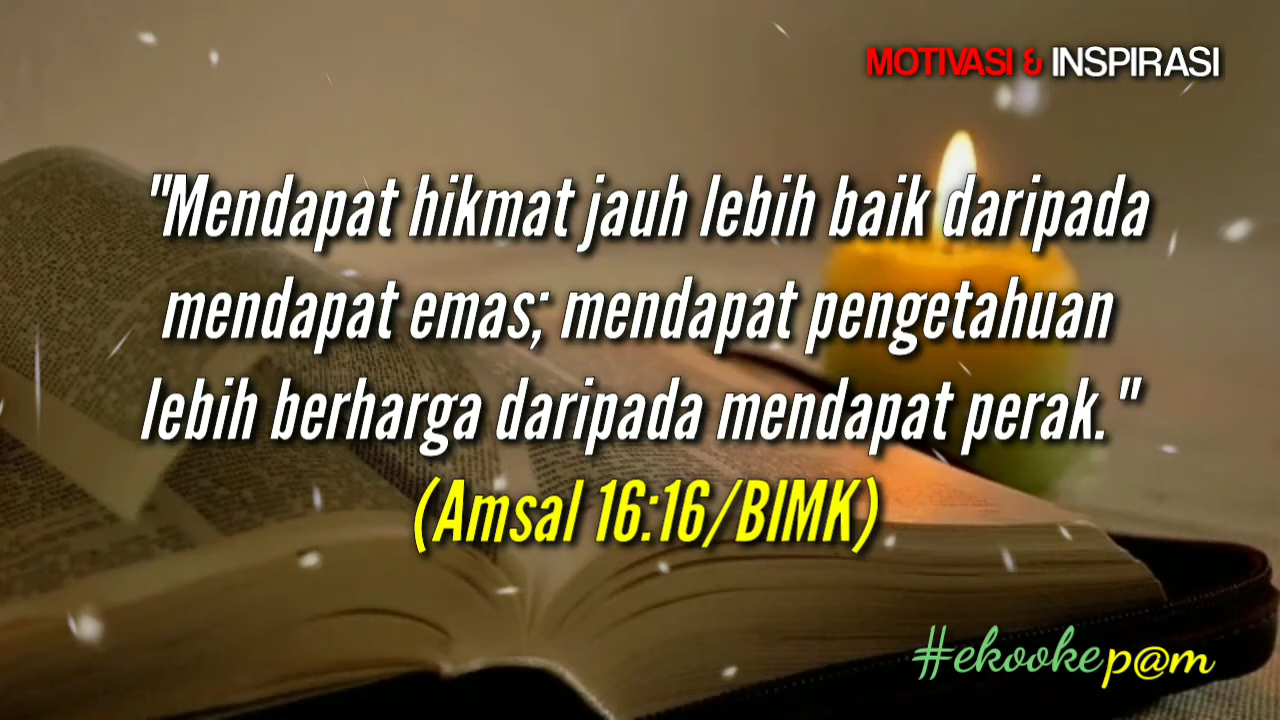 MOTIVASI & INSPIRASI
"Mendapat hikmat jauh lebih baik daripada
mendapat emas; mendapat pengetahuan
lebih berharga daripada mendapat perak."
(Amsal 16:16/BIMK)
#ekookep@m